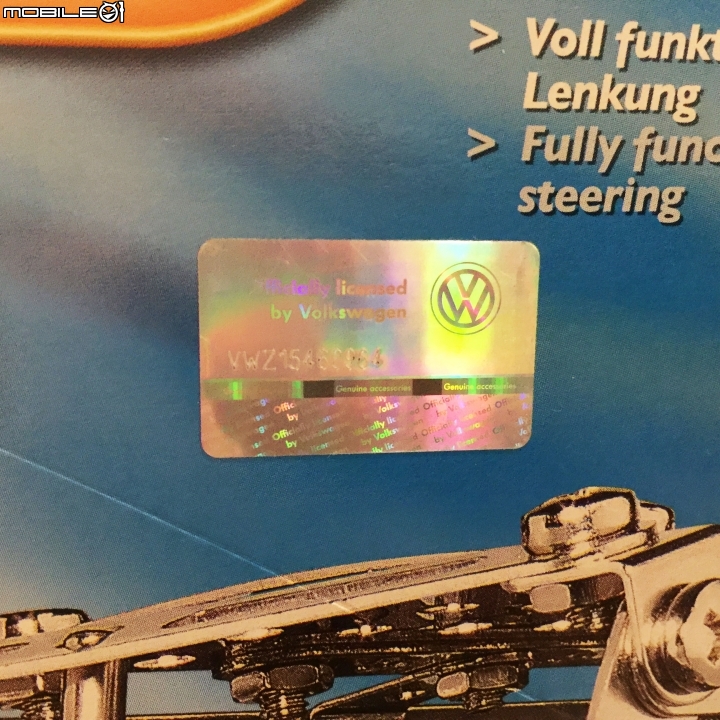 MOBILE01
> Voll funkt
Lenkung
> Fully func
steering
Officially licensed
by Volkswagen
Genuine accessories Genuine accessories